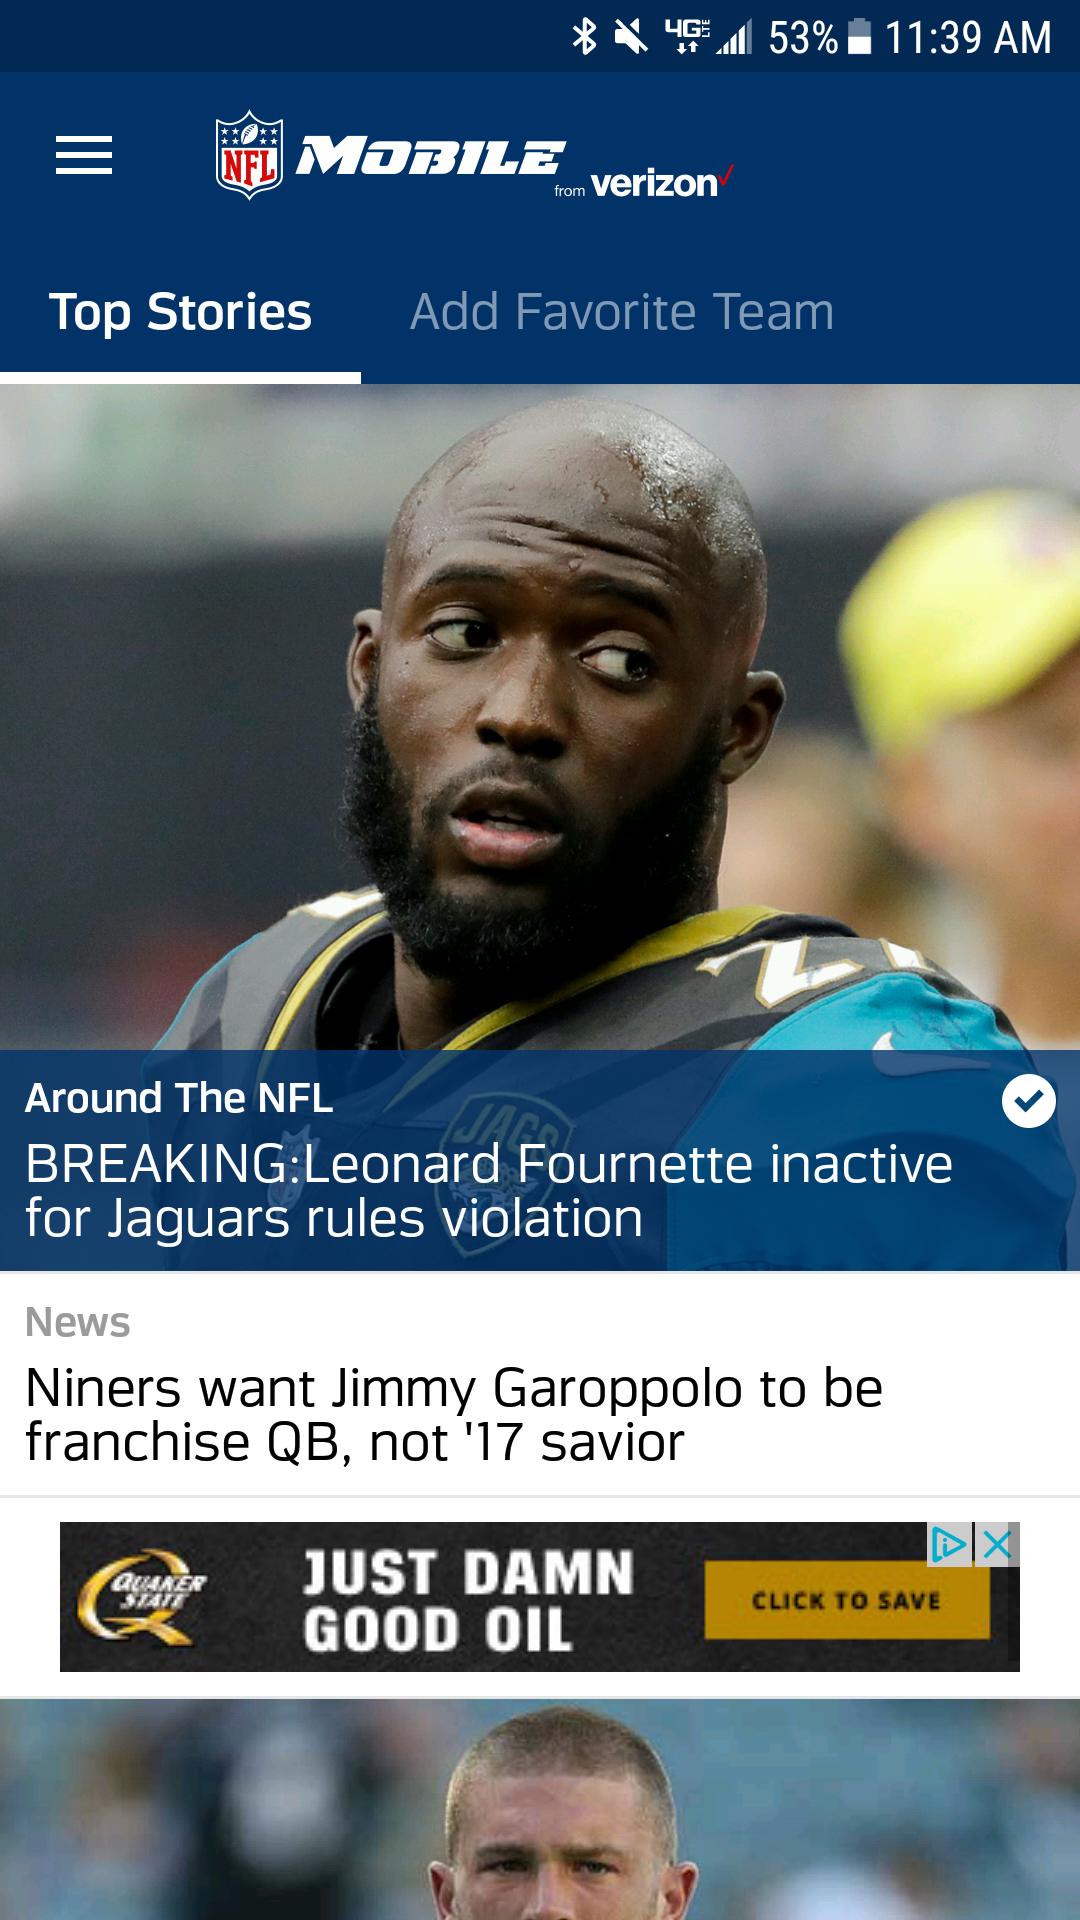 4G LTE 53% 11:39 AM
NFL MOBILE from verizon
Top Stories Add Favorite Team
27
JAGS
Around The NFL
BREAKING:Leonard Fournette inactive
for Jaguars rules violation
News
Niners want Jimmy Garoppolo to be
franchise QB, not '17 savior
QUAKER
STATE
JUST DAMN
GOOD OIL
CLICK TO SAVE